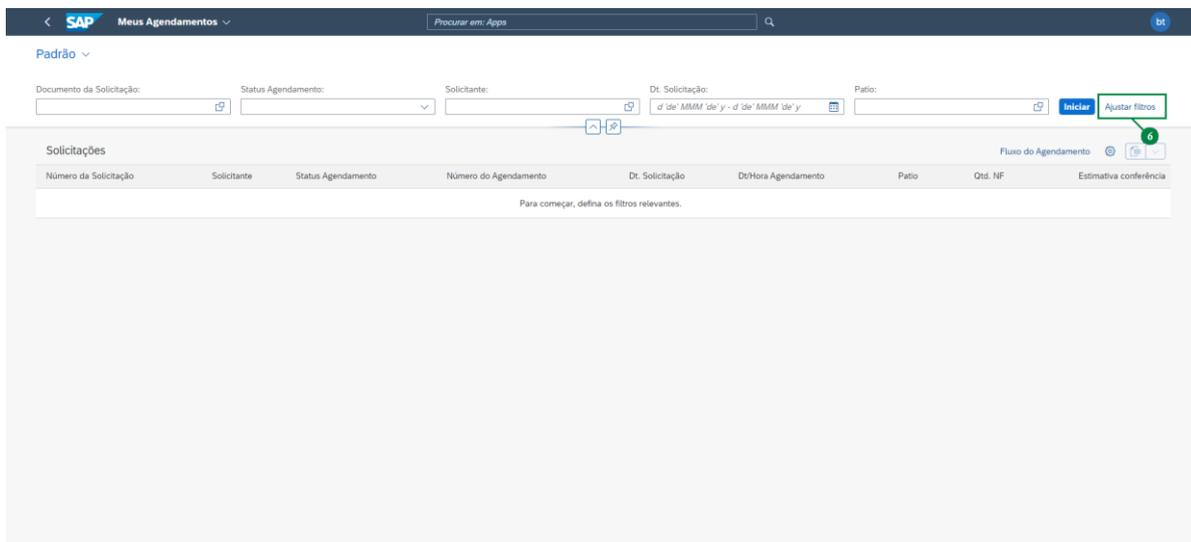 SAP Meus Agendamentos Procurar em: Apps bt
Padrão
Documento da Solicitação: Status Agendamento: Solicitante: Dt. Solicitação: Patio:
d 'de' MMM 'de' y - d 'de' MMM 'de' y Iniciar Ajustar filtros
6
Solicitações Fluxo do Agendamento
Número da Solicitação Solicitante Status Agendamento Número do Agendamento Dt. Solicitação Dt/Hora Agendamento Patio Qtd. NF Estimativa conferência
Para começar, defina os filtros relevantes.